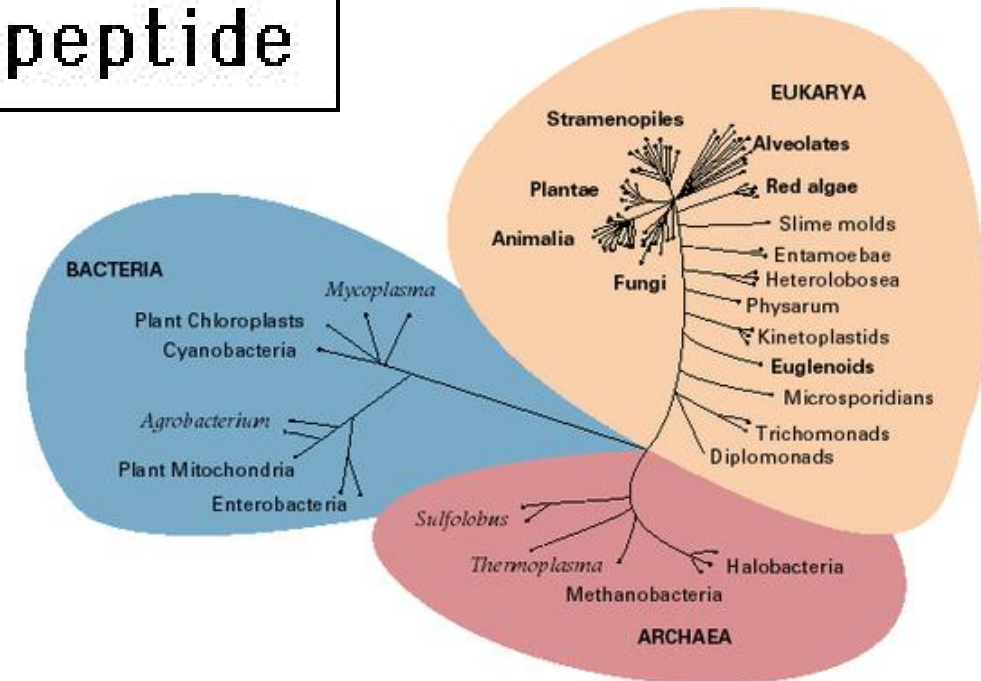 peptide
EUKARYA
Stramenopiles
Alveolates
Plantae
Red algae
Slime molds
Animalia
Entamoebae
Heterolobosea
Fungi
Physarum
Kinetoplastids
Euglenoids
Microsporidians
Trichomonads
Diplomonads
BACTERIA
Mycoplasma
Plant Chloroplasts
Cyanobacteria
Agrobacterium
Plant Mitochondria
Enterobacteria
Sulfolobus
Thermoplasma
Halobacteria
Methanobacteria
ARCHAEA